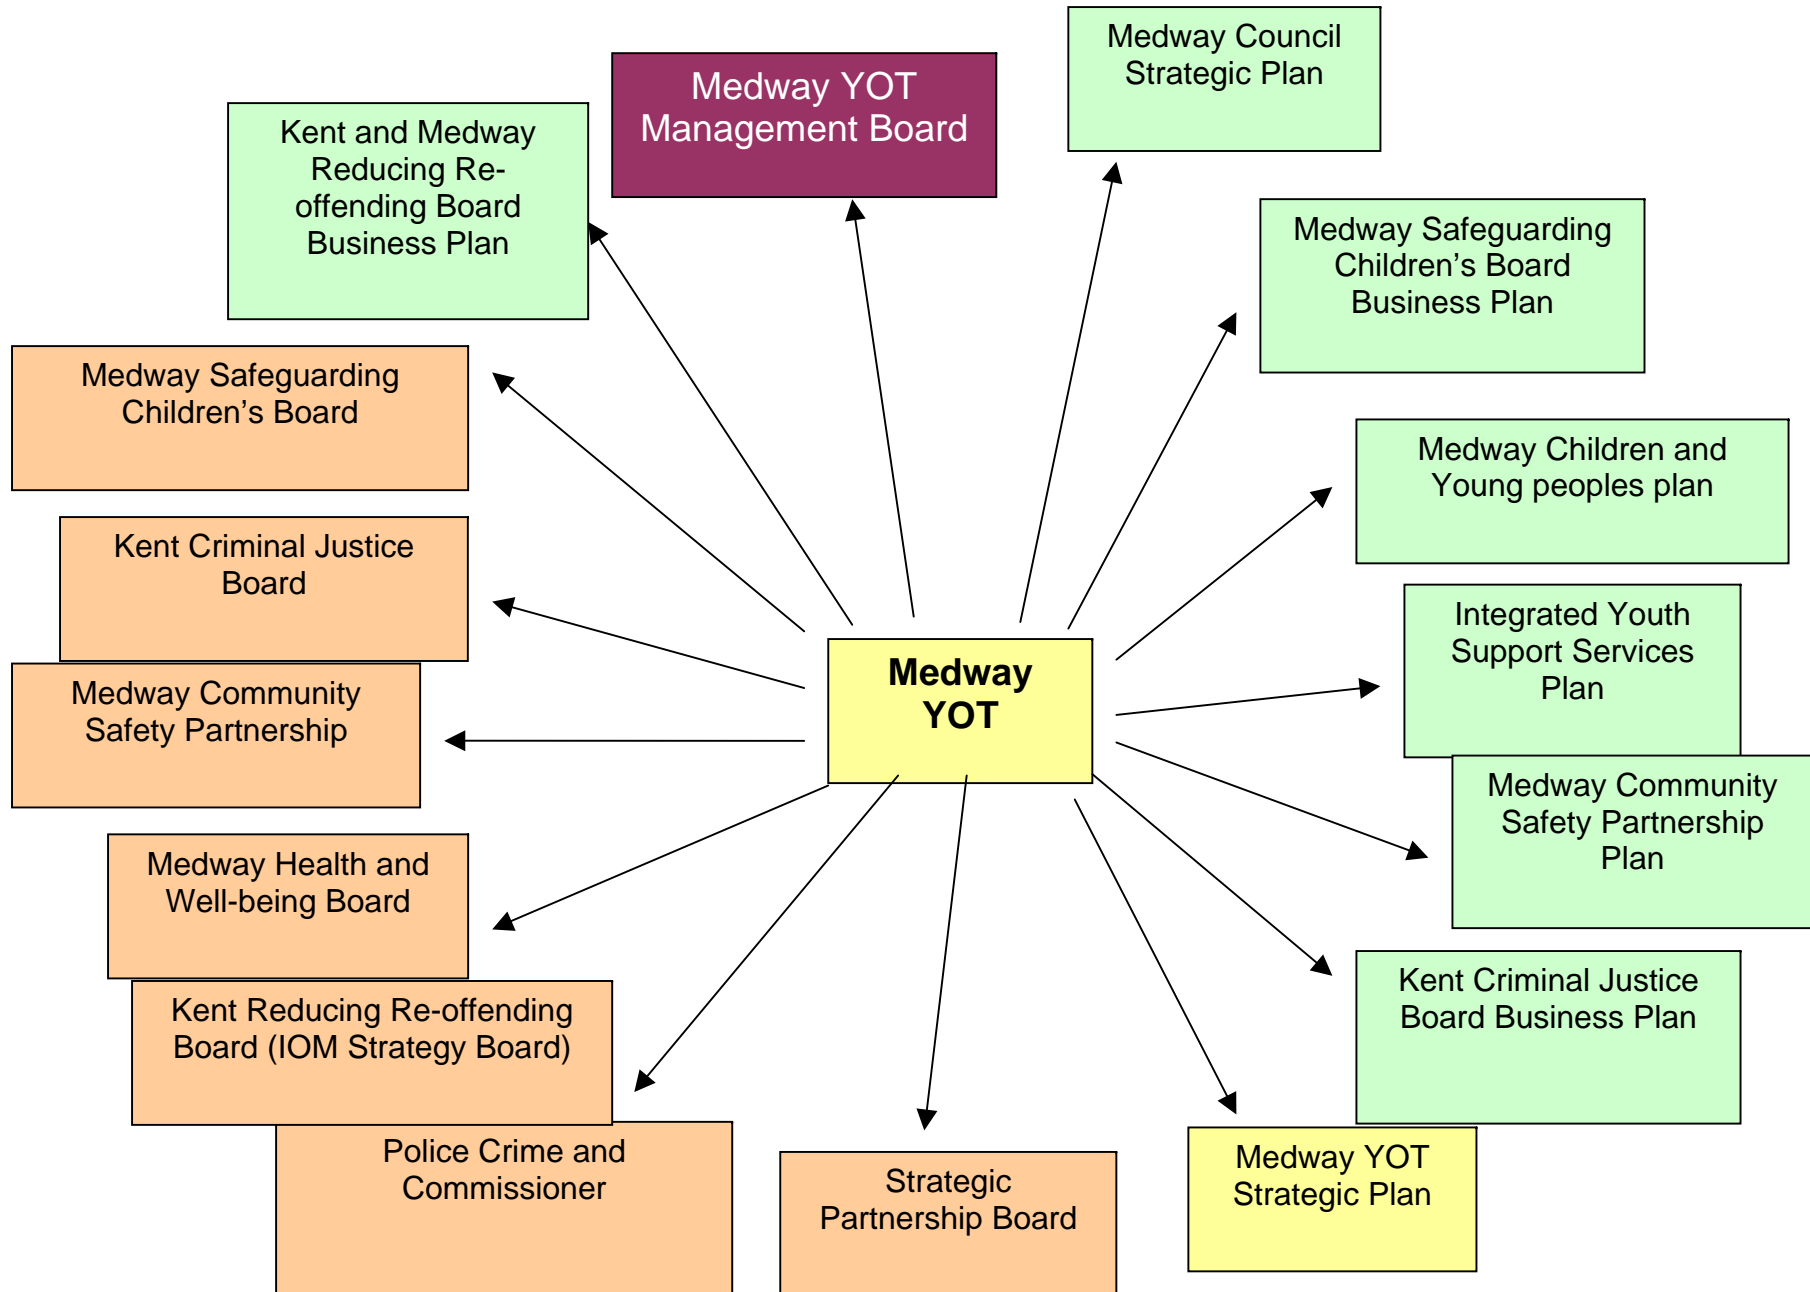 Medway Council
Strategic Plan
Medway YOT
Management Board
Kent and Medway
Reducing Re-
offending Board
Business Plan
Medway Safeguarding
Children’s Board
Business Plan
Medway Safeguarding
Children’s Board
Medway Children and
Young peoples plan
Kent Criminal Justice
Board
Integrated Youth
Support Services
Plan
Medway
YOT
Medway Community
Safety Partnership
Medway Community
Safety Partnership
Plan
Medway Health and
Well-being Board
Kent Criminal Justice
Board Business Plan
Kent Reducing Re-offending
Board (IOM Strategy Board)
Police Crime and
Commissioner
Strategic
Partnership Board
Medway YOT
Strategic Plan